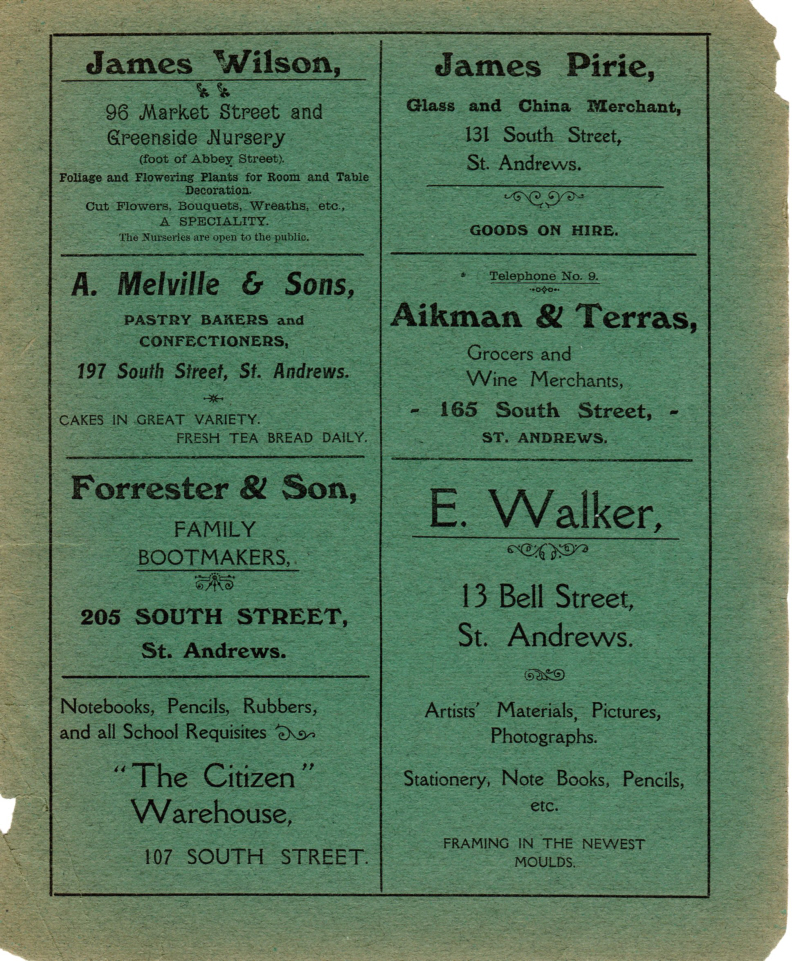 James Wilson,
96 Market Street and
Greenside Nursery
(foot of Abbey Street).
Foliage and Flowering Plants for Room and Table
Decoration.
Cut Flowers, Bouquets, Wreaths, etc.,
A SPECIALITY.
The Nurseries are open to the public.
A. Melville & Sons,
PASTRY BAKERS and
CONFECTIONERS,
197 South Street, St. Andrews.
CAKES IN GREAT VARIETY.
FRESH TEA BREAD DAILY.
Forrester & Son,
FAMILY
BOOTMAKERS,
205 SOUTH STREET,
St. Andrews.
Notebooks, Pencils, Rubbers,
and all School Requisites
"The Citizen"
Warehouse,
107 SOUTH STREET.
James Pirie,
Glass and China Merchant,
131 South Street,
St. Andrews.
GOODS ON HIRE.
* Telephone No. 9.
Aikman & Terras,
Grocers and
Wine Merchants,
- 165 South Street, -
ST. ANDREWS.
E. Walker,
13 Bell Street,
St. Andrews.
Artists' Materials, Pictures,
Photographs.
Stationery, Note Books, Pencils,
etc.
FRAMING IN THE NEWEST
MOULDS.